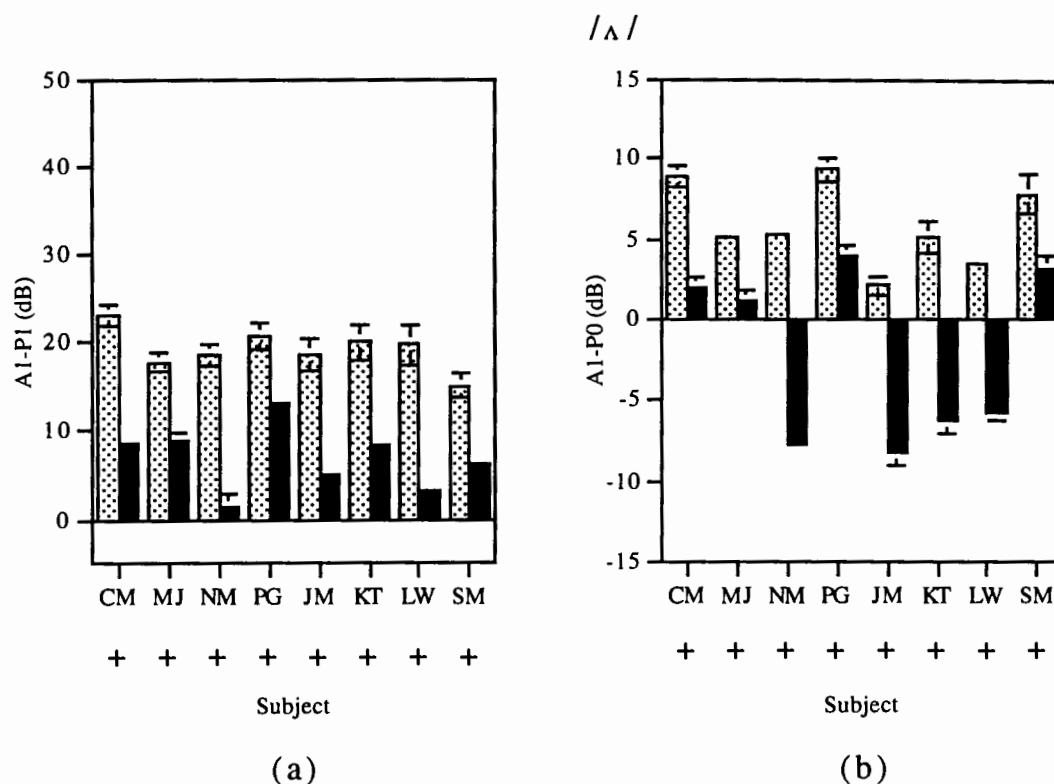 /ʌ/
50
40
30
20
10
0
A1-P1 (dB)
CM MJ NM PG JM KT LW SM
+ + + + + + + +
Subject
(a)
15
10
5
0
-5
-10
-15
A1-P0 (dB)
CM MJ NM PG JM KT LW SM
+ + + + + + + +
Subject
(b)